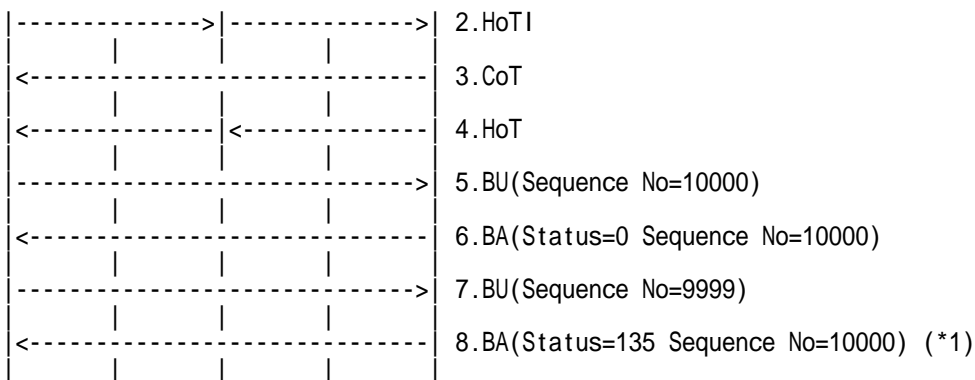 |--------------->|-------------->| 2.HoTI
|<-------------------------------| 3.CoT
|<--------------|<--------------| 4.HoT
|------------------------------->| 5.BU(Sequence No=10000)
|<-------------------------------| 6.BA(Status=0 Sequence No=10000)
|------------------------------->| 7.BU(Sequence No=9999)
|<-------------------------------| 8.BA(Status=135 Sequence No=10000) (*1)